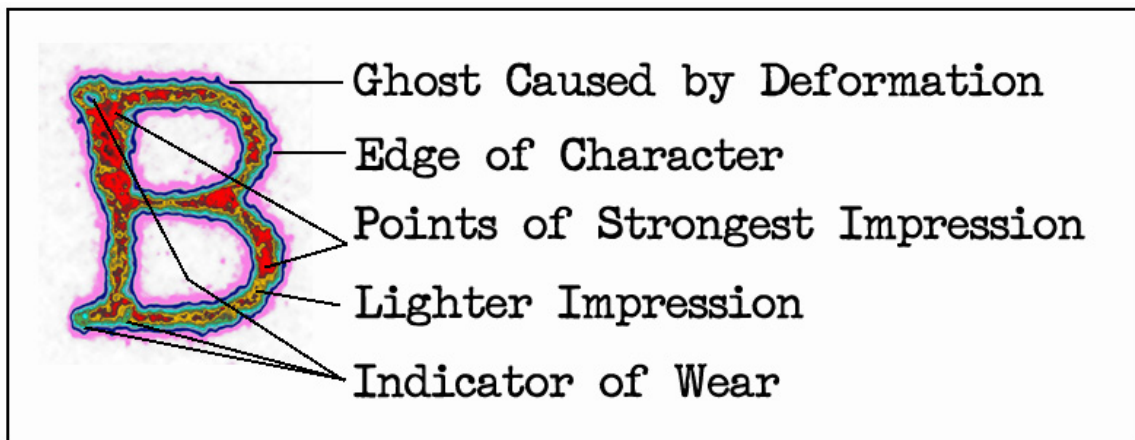 B
Ghost Caused by Deformation
Edge of Character
Points of Strongest Impression
Lighter Impression
Indicator of Wear